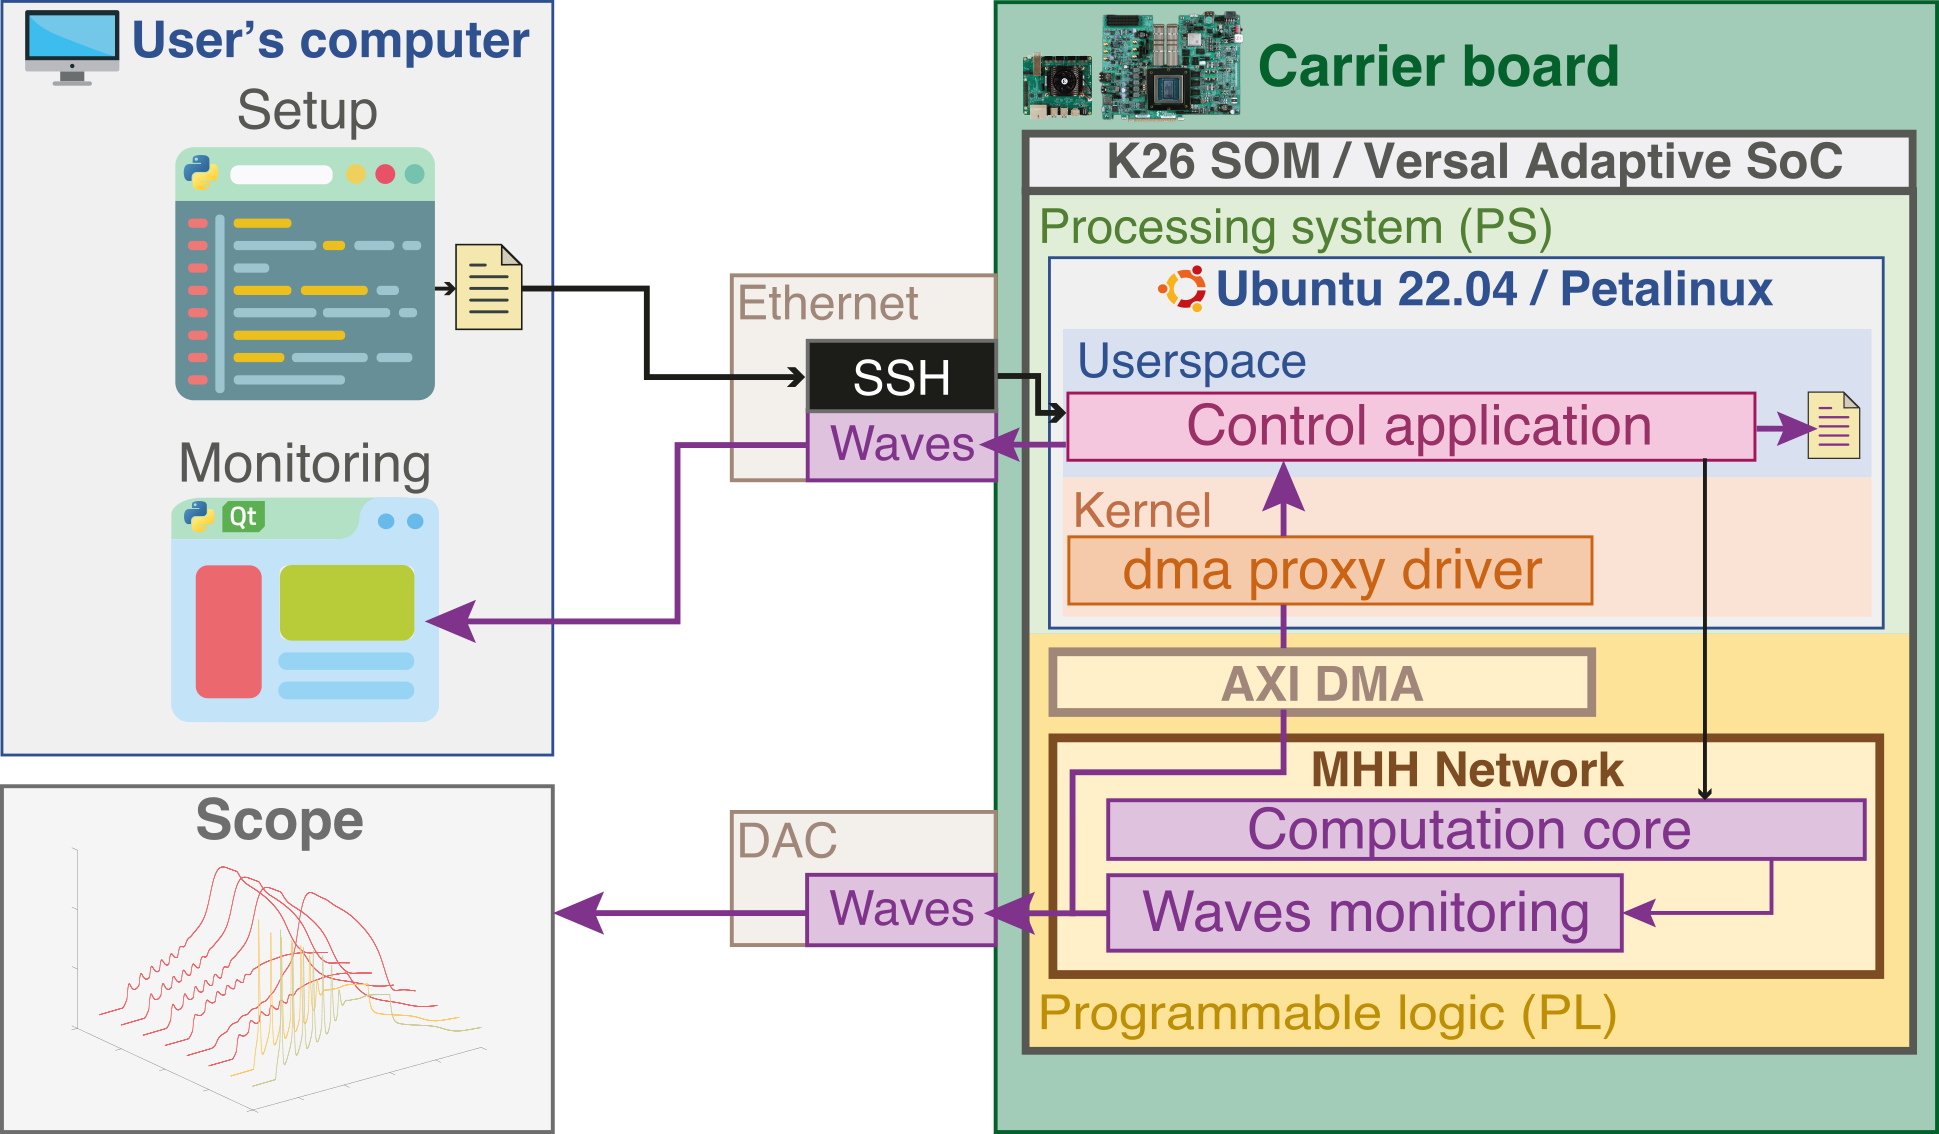 User's computer
Setup
Monitoring
Qt
Scope
Ethernet
SSH
Waves
DAC
Waves
Carrier board
K26 SOM / Versal Adaptive SoC
Processing system (PS)
Ubuntu 22.04 / Petalinux
Userspace
Control application
Kernel
dma proxy driver
AXI DMA
MHH Network
Computation core
Waves monitoring
Programmable logic (PL)